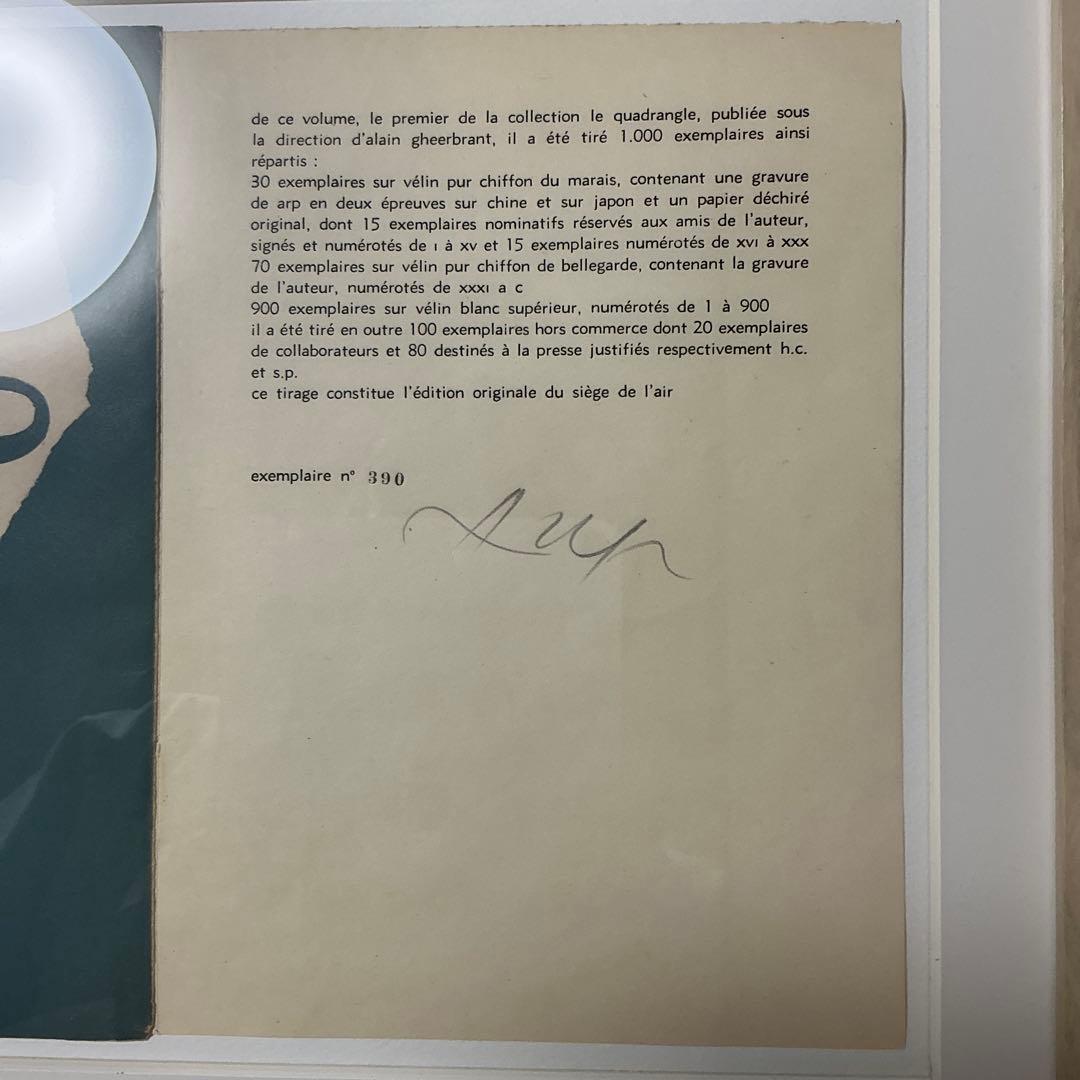 de ce volume, le premier de la collection le quadrangle, publiée sous
la direction d'alain gheerbrant, il a été tiré 1.000 exemplaires ainsi
répartis :
30 exemplaires sur vélin pur chiffon du marais, contenant une gravure
de arp en deux épreuves sur chine et sur japon et un papier déchiré
original, dont 15 exemplaires nominatifs réservés aux amis de l'auteur,
signés et numérotés de ı à xv et 15 exemplaires numérotés de xvı à xxx
70 exemplaires sur vélin pur chiffon de bellegarde, contenant la gravure
de l'auteur, numérotés de xxxı a c
900 exemplaires sur vélin blanc supérieur, numérotés de 1 à 900
il a été tiré en outre 100 exemplaires hors commerce dont 20 exemplaires
de collaborateurs et 80 destinés à la presse justifiés respectivement h.c.
et s.p.
ce tirage constitue l'édition originale du siège de l'air
exemplaire n° 390
arp